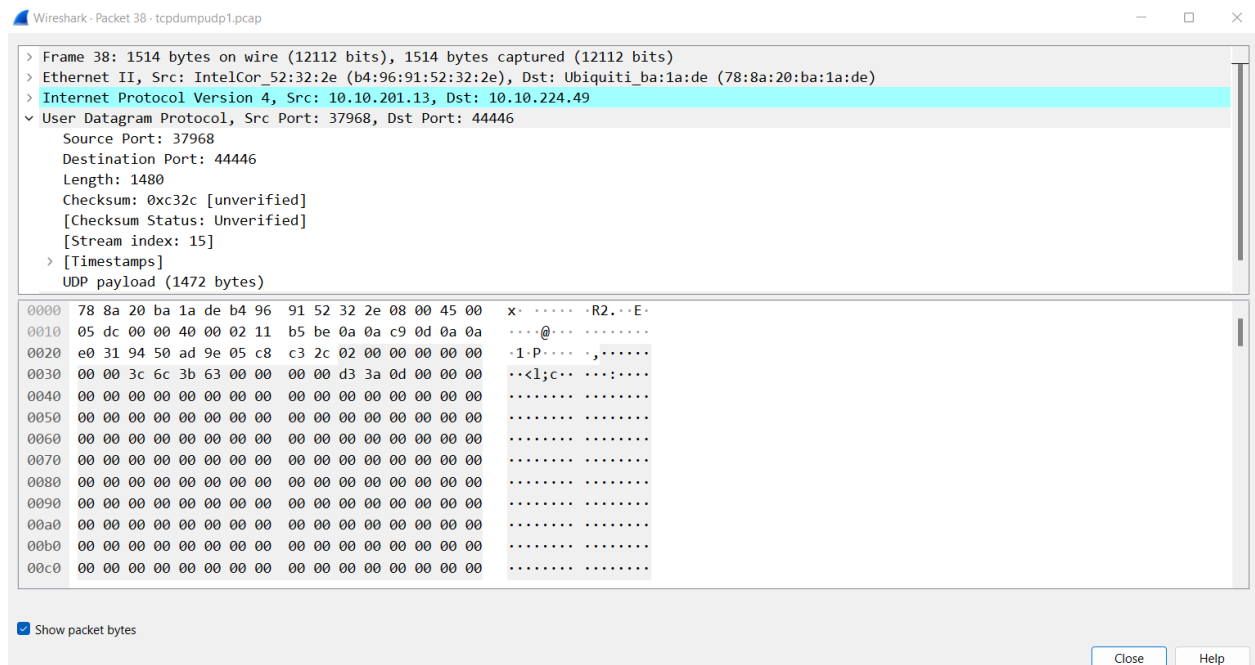 Wireshark · Packet 38 · tcpdumpudp1.pcap
> Frame 38: 1514 bytes on wire (12112 bits), 1514 bytes captured (12112 bits)
> Ethernet II, Src: IntelCor_52:32:2e (b4:96:91:52:32:2e), Dst: Ubiquiti_ba:1a:de (78:8a:20:ba:1a:de)
> Internet Protocol Version 4, Src: 10.10.201.13, Dst: 10.10.224.49
User Datagram Protocol, Src Port: 37968, Dst Port: 44446
Source Port: 37968
Destination Port: 44446
Length: 1480
Checksum: 0xc32c [unverified]
[Checksum Status: Unverified]
[Stream index: 15]
> [Timestamps]
UDP payload (1472 bytes)
0000 78 8a 20 ba 1a de b4 96 91 52 32 2e 08 00 45 00 x· ····· ·R2.··E·
0010 05 dc 00 00 40 00 02 11 b5 be 0a 0a c9 0d 0a 0a ····@··· ········
0020 e0 31 94 50 ad 9e 05 c8 c3 2c 02 00 00 00 00 00 ·1·P···· ·,······
0030 00 00 3c 6c 3b 63 00 00 00 00 d3 3a 0d 00 00 00 ··<l;c·· ···:····
0040 00 00 00 00 00 00 00 00 00 00 00 00 00 00 00 00 ········ ········
0050 00 00 00 00 00 00 00 00 00 00 00 00 00 00 00 00 ········ ········
0060 00 00 00 00 00 00 00 00 00 00 00 00 00 00 00 00 ········ ········
0070 00 00 00 00 00 00 00 00 00 00 00 00 00 00 00 00 ········ ········
0080 00 00 00 00 00 00 00 00 00 00 00 00 00 00 00 00 ········ ········
0090 00 00 00 00 00 00 00 00 00 00 00 00 00 00 00 00 ········ ········
00a0 00 00 00 00 00 00 00 00 00 00 00 00 00 00 00 00 ········ ········
00b0 00 00 00 00 00 00 00 00 00 00 00 00 00 00 00 00 ········ ········
00c0 00 00 00 00 00 00 00 00 00 00 00 00 00 00 00 00 ········ ········
Show packet bytes
Close Help